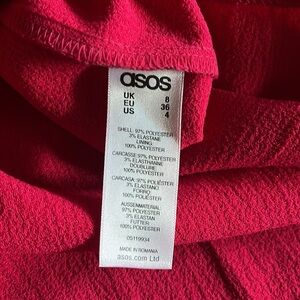 asos
UK 8
EU 36
US 4
SHELL: 97% POLYESTER
3% ELASTANE
LINING:
100% POLYESTER
CARCASSE: 97% POLYESTER
3% ÉLASTHANNE
DOUBLURE:
100% POLYESTER
CARCASA: 97% POLIÉSTER
3% ELASTANO
FORRO:
100% POLIÉSTER
AUSSENMATERIAL:
97% POLYESTER
3% ELASTAN
FUTTER:
100% POLYESTER
05119934
MADE IN ROMANIA
asos.com Ltd